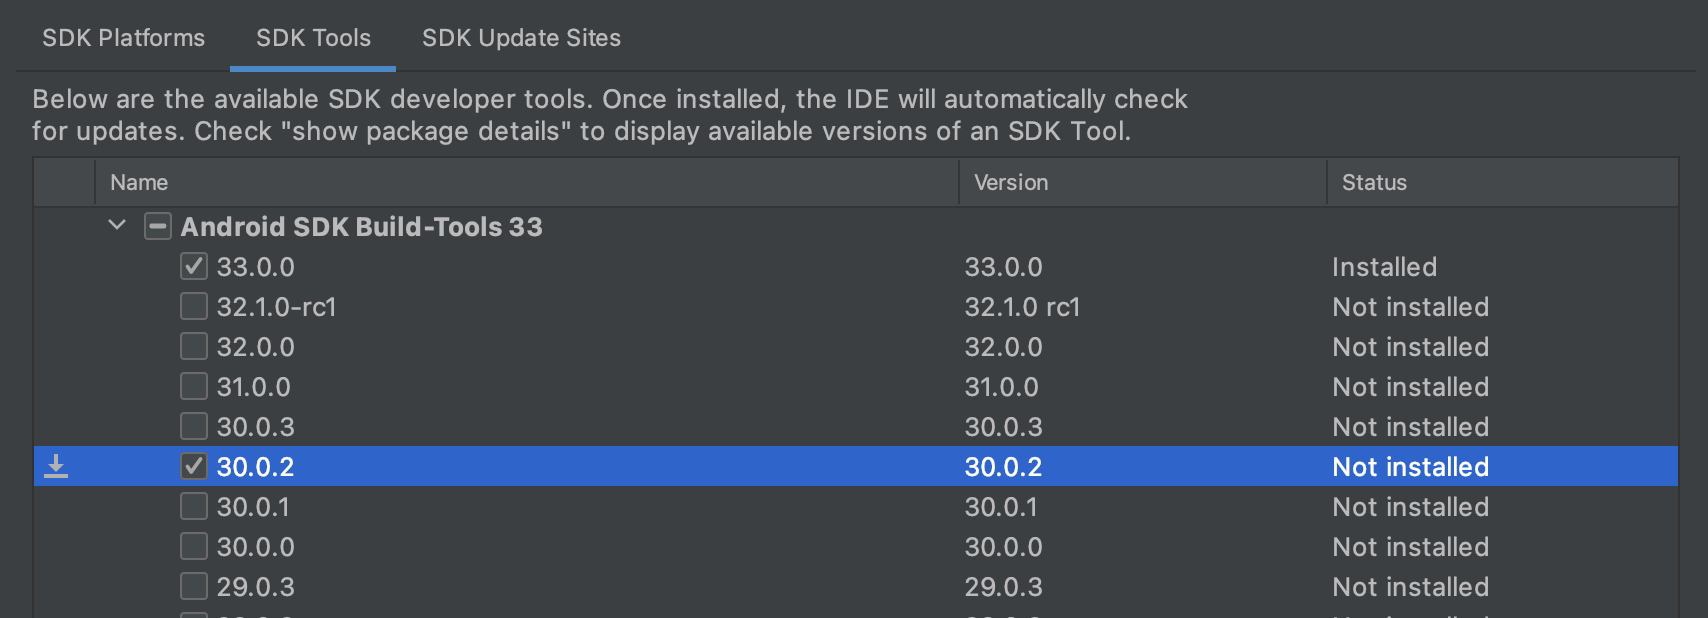 SDK Platforms SDK Tools SDK Update Sites
Below are the available SDK developer tools. Once installed, the IDE will automatically check
for updates. Check "show package details" to display available versions of an SDK Tool.
Name Version Status
Android SDK Build-Tools 33
33.0.0 33.0.0 Installed
32.1.0-rc1 32.1.0 rc1 Not installed
32.0.0 32.0.0 Not installed
31.0.0 31.0.0 Not installed
30.0.3 30.0.3 Not installed
30.0.2 30.0.2 Not installed
30.0.1 30.0.1 Not installed
30.0.0 30.0.0 Not installed
29.0.3 29.0.3 Not installed